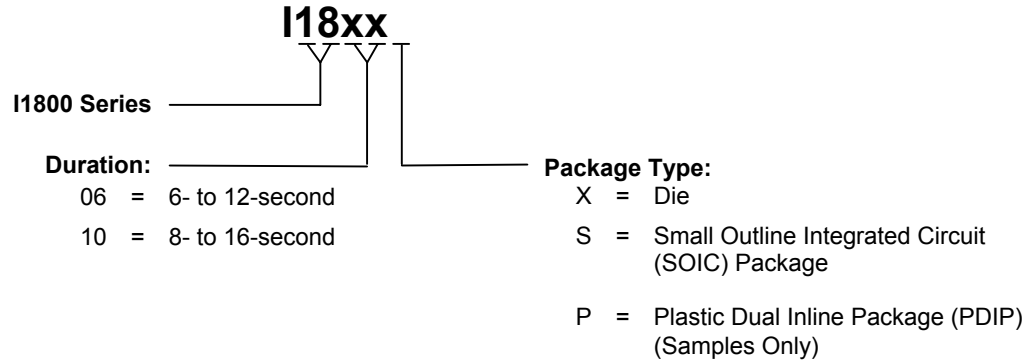 I18xx
I1800 Series
Duration:
06 = 6- to 12-second
10 = 8- to 16-second
Package Type:
X = Die
S = Small Outline Integrated Circuit
(SOIC) Package
P = Plastic Dual Inline Package (PDIP)
(Samples Only)